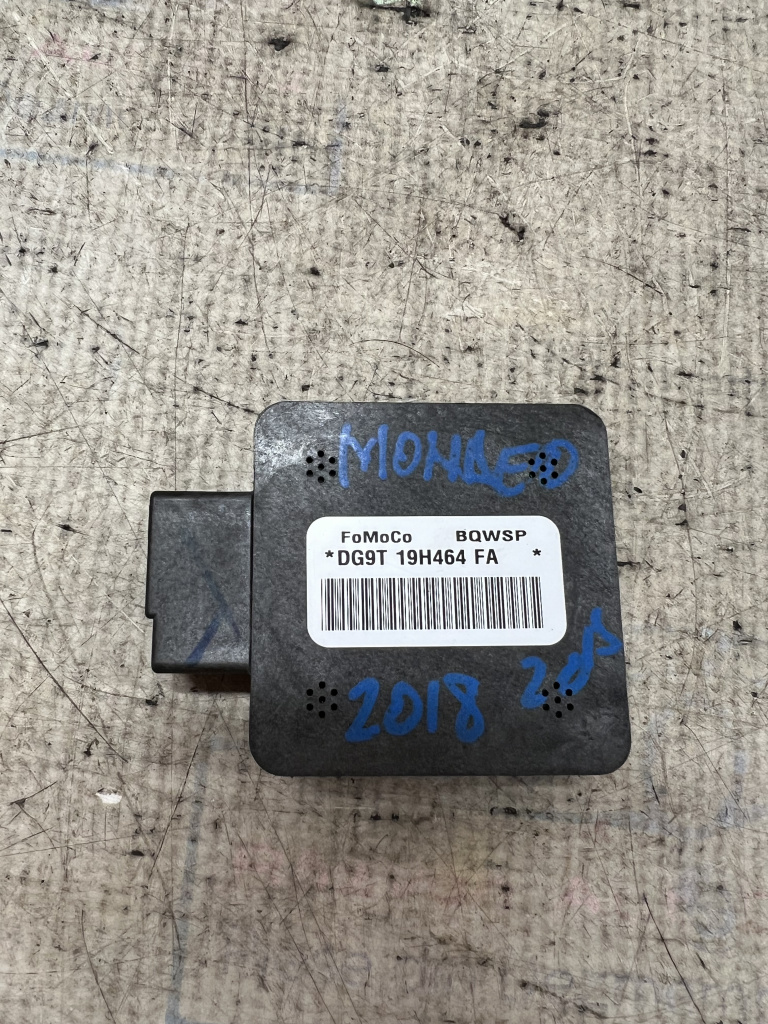 MONDEO
FoMoCo BQWSP
*DG9T 19H464 FA *
2018